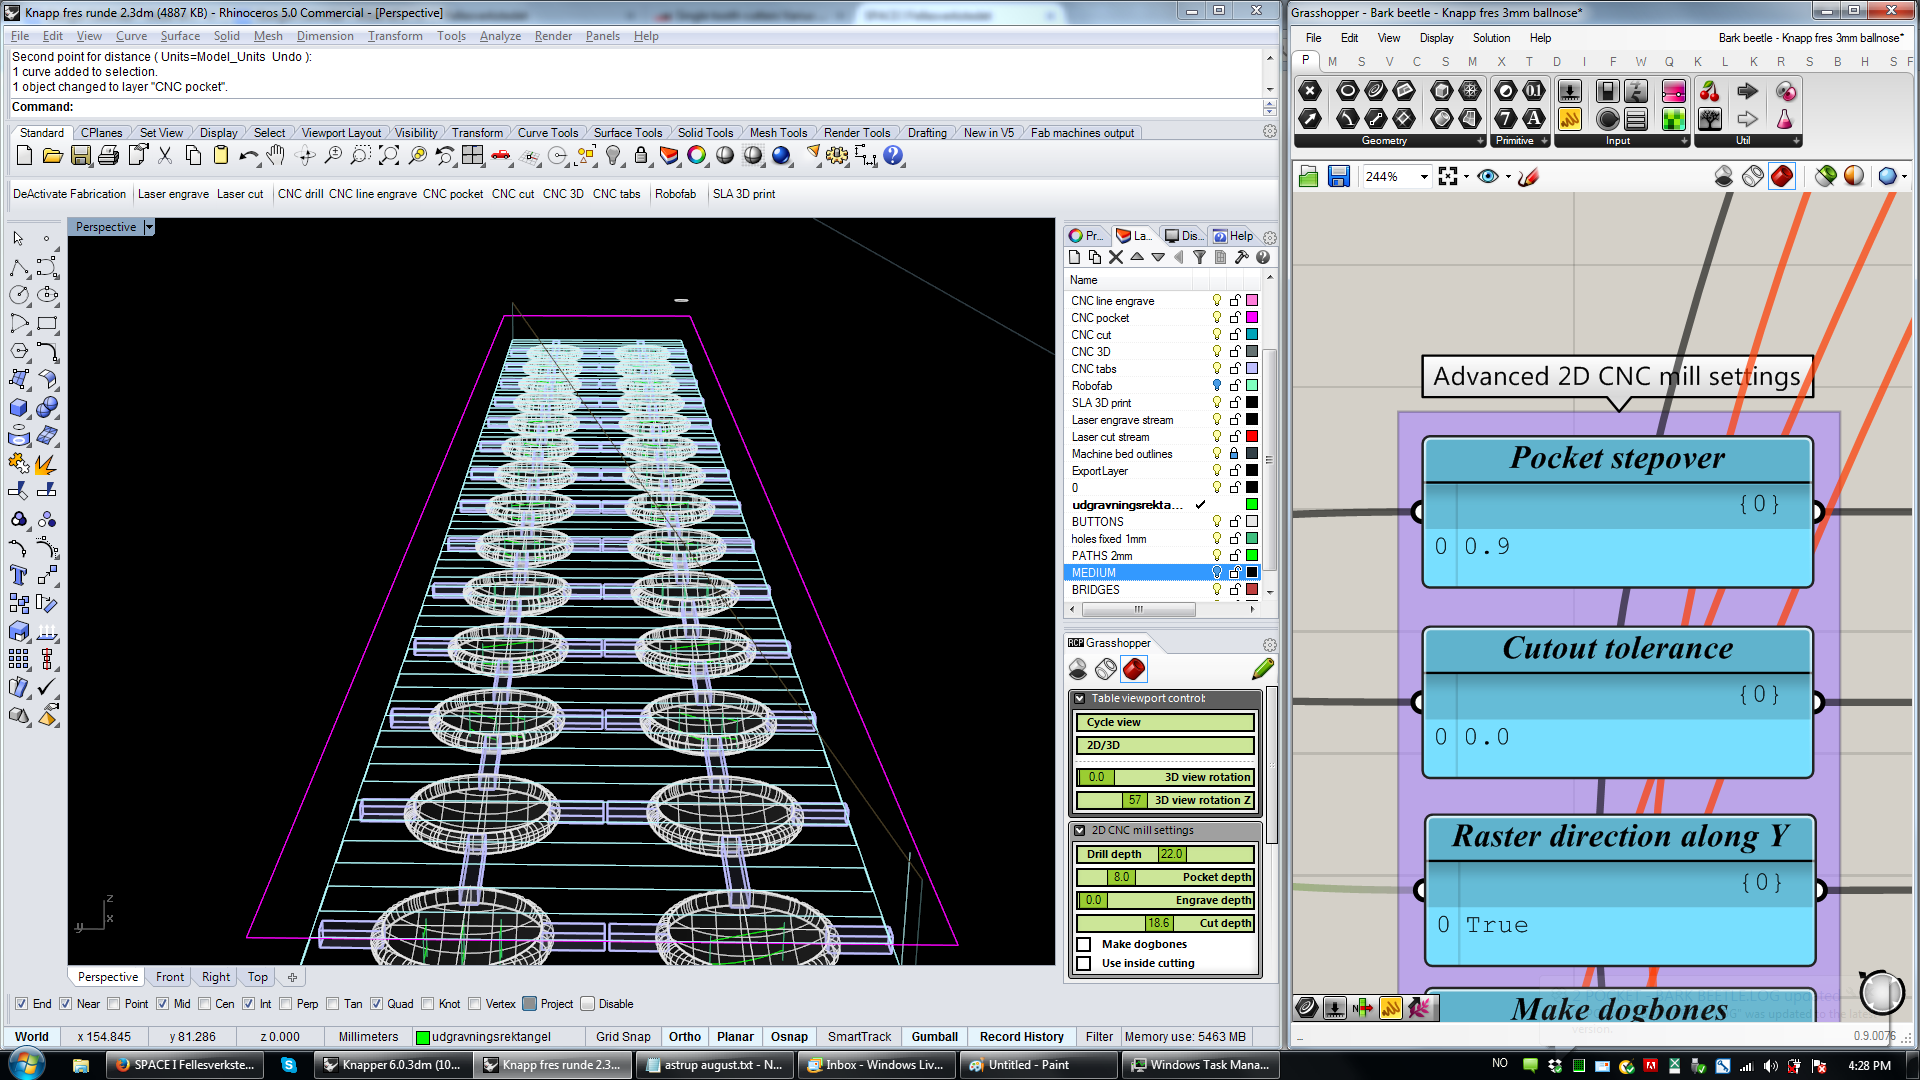 Knapp fres runde 2.3dm (4887 KB) - Rhinoceros 5.0 Commercial - [Perspective]
File Edit View Curve Surface Solid Mesh Dimension Transform Tools Analyze Render Panels Help
Second point for distance ( Units=Model_Units Undo ):
1 curve added to selection.
1 object changed to layer "CNC pocket".
Command:
Standard CPlanes Set View Display Select Viewport Layout Visibility Transform Curve Tools Surface Tools Solid Tools Mesh Tools Render Tools Drafting New in V5 Fab machines output
DeActivate Fabrication Laser engrave Laser cut CNC drill CNC line engrave CNC pocket CNC cut CNC 3D CNC tabs Robofab SLA 3D print
Perspective
z
y
x
Perspective Front Right Top
End Near Point Mid Cen Int Perp Tan Quad Knot Vertex Project Disable
World x 154.845 y 81.286 z 0.000 Millimeters udgravningsrektangel Grid Snap Ortho Planar Osnap SmartTrack Gumball Record History Filter Memory use: 5463 MB
Pr... La... Dis... Help
Name
CNC line engrave
CNC pocket
CNC cut
CNC 3D
CNC tabs
Robofab
SLA 3D print
Laser engrave stream
Laser cut stream
Machine bed outlines
ExportLayer
0
udgravningsrekta...
BUTTONS
holes fixed 1mm
PATHS 2mm
MEDIUM
BRIDGES
Grasshopper
Table viewport control:
Cycle view
2D/3D
0.0 3D view rotation
57 3D view rotation Z
2D CNC mill settings
Drill depth 22.0
8.0 Pocket depth
0.0 Engrave depth
18.6 Cut depth
Make dogbones
Use inside cutting
Grasshopper - Bark beetle - Knapp fres 3mm ballnose*
File Edit View Display Solution Help Bark beetle - Knapp fres 3mm ballnose*
P M S V C S M X T D I F W Q K L K R S B H S F
Geometry Primitive Input Util
244%
Advanced 2D CNC mill settings
Pocket stepover
{0}
0 0.9
Cutout tolerance
{0}
0 0.0
Raster direction along Y
{0}
0 True
Make dogbones
0.9.0076
SPACE I Fellesverkste... Knapper 6.0.3dm (10... Knapp fres runde 2.3... astrup august.txt - N... Inbox - Windows Liv... Untitled - Paint Windows Task Mana... NO 4:28 PM